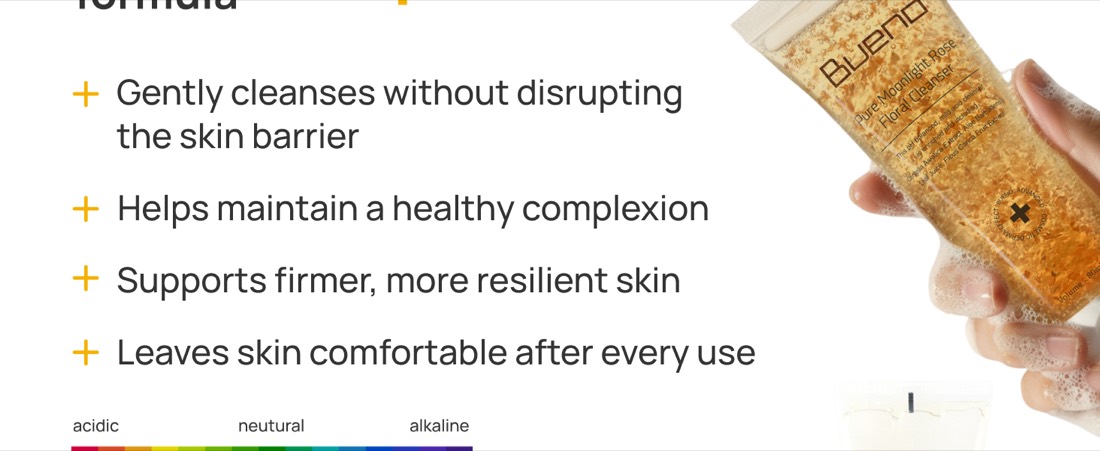 formula
Gently cleanses without disrupting
the skin barrier
Helps maintain a healthy complexion
Supports firmer, more resilient skin
Leaves skin comfortable after every use
acidic neutural alkaline
Bueno
Pure Moonlight Rose
Floral Cleanser